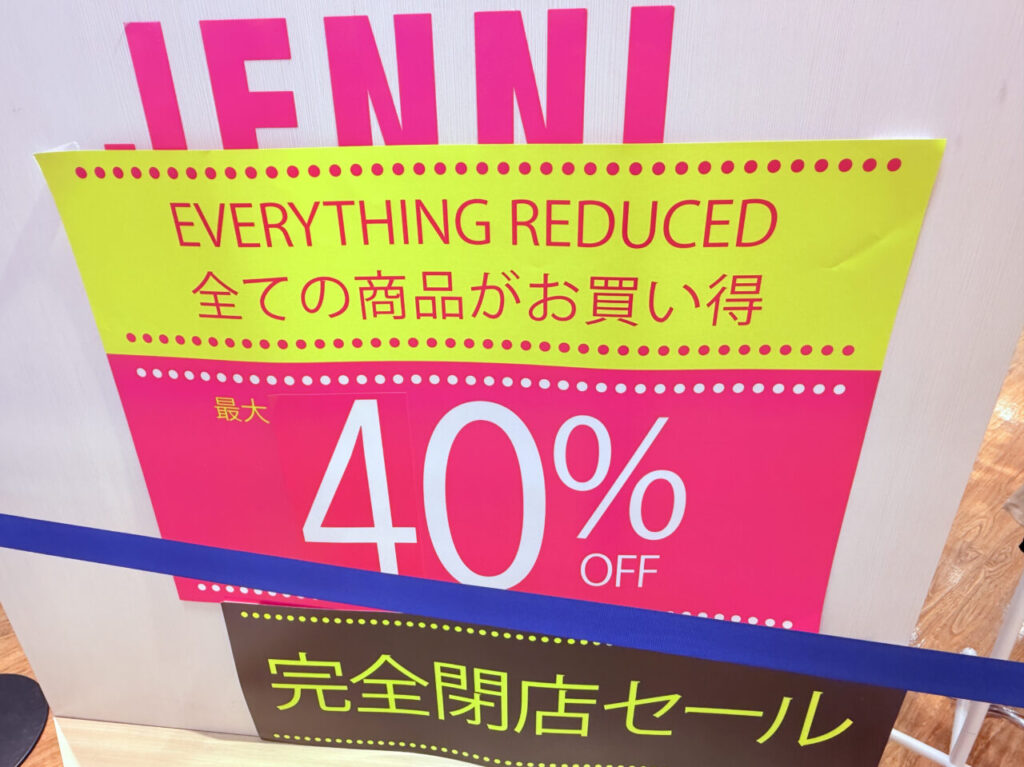 JENNI
EVERYTHING REDUCED
全ての商品がお買い得
最大
40%
OFF
完全閉店セール